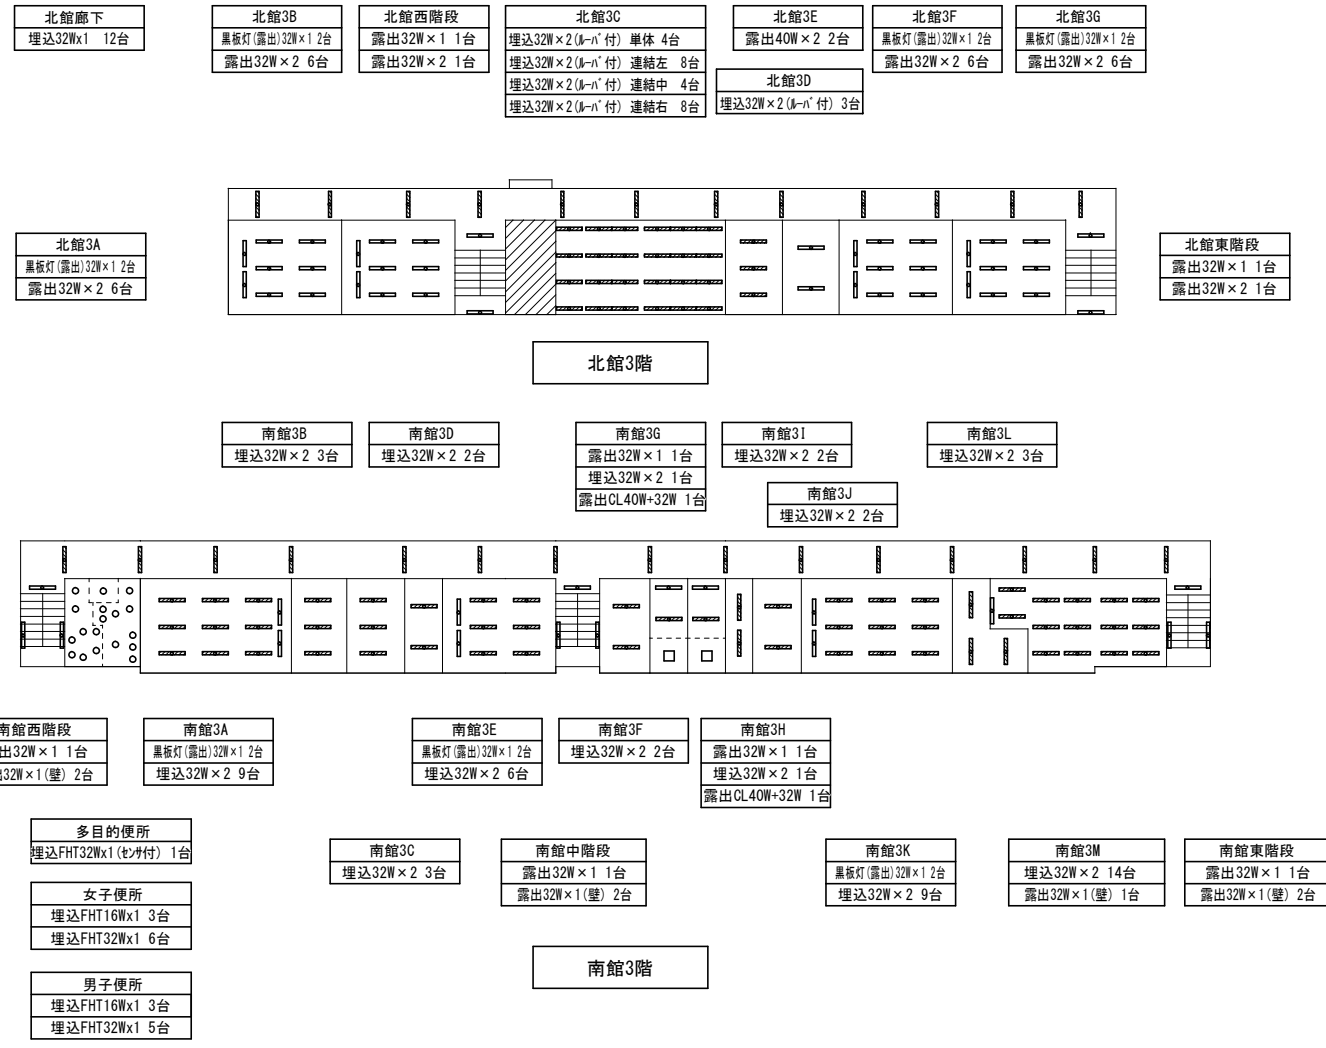 北館廊下
埋込32Wx1 12台
北館3B
黒板灯(露出)32W×1 2台
露出32W×2 6台
北館西階段
露出32W×1 1台
露出32W×2 1台
北館3C
埋込32W×2(ルーバ付) 単体 4台
埋込32W×2(ルーバ付) 連結左 8台
埋込32W×2(ルーバ付) 連結中 4台
埋込32W×2(ルーバ付) 連結右 8台
北館3E
露出40W×2 2台
北館3D
埋込32W×2(ルーバ付) 3台
北館3F
黒板灯(露出)32W×1 2台
露出32W×2 6台
北館3G
黒板灯(露出)32W×1 2台
露出32W×2 6台
北館3A
黒板灯(露出)32W×1 2台
露出32W×2 6台
北館東階段
露出32W×1 1台
露出32W×2 1台
北館3階
南館3B
埋込32W×2 3台
南館3D
埋込32W×2 2台
南館3G
露出32W×1 1台
埋込32W×2 1台
露出CL40W+32W 1台
南館3I
埋込32W×2 2台
南館3J
埋込32W×2 2台
南館3L
埋込32W×2 3台
南館西階段
出32W×1 1台
32W×1(壁) 2台
南館3A
黒板灯(露出)32W×1 2台
埋込32W×2 9台
南館3E
黒板灯(露出)32W×1 2台
埋込32W×2 6台
南館3F
埋込32W×2 2台
南館3H
露出32W×1 1台
埋込32W×2 1台
露出CL40W+32W 1台
多目的便所
埋込FHT32Wx1(センサ付) 1台
女子便所
埋込FHT16Wx1 3台
埋込FHT32Wx1 6台
男子便所
埋込FHT16Wx1 3台
埋込FHT32Wx1 5台
南館3C
埋込32W×2 3台
南館中階段
露出32W×1 1台
露出32W×1(壁) 2台
南館3K
黒板灯(露出)32W×1 2台
埋込32W×2 9台
南館3M
埋込32W×2 14台
露出32W×1(壁) 1台
南館東階段
露出32W×1 1台
露出32W×1(壁) 2台
南館3階